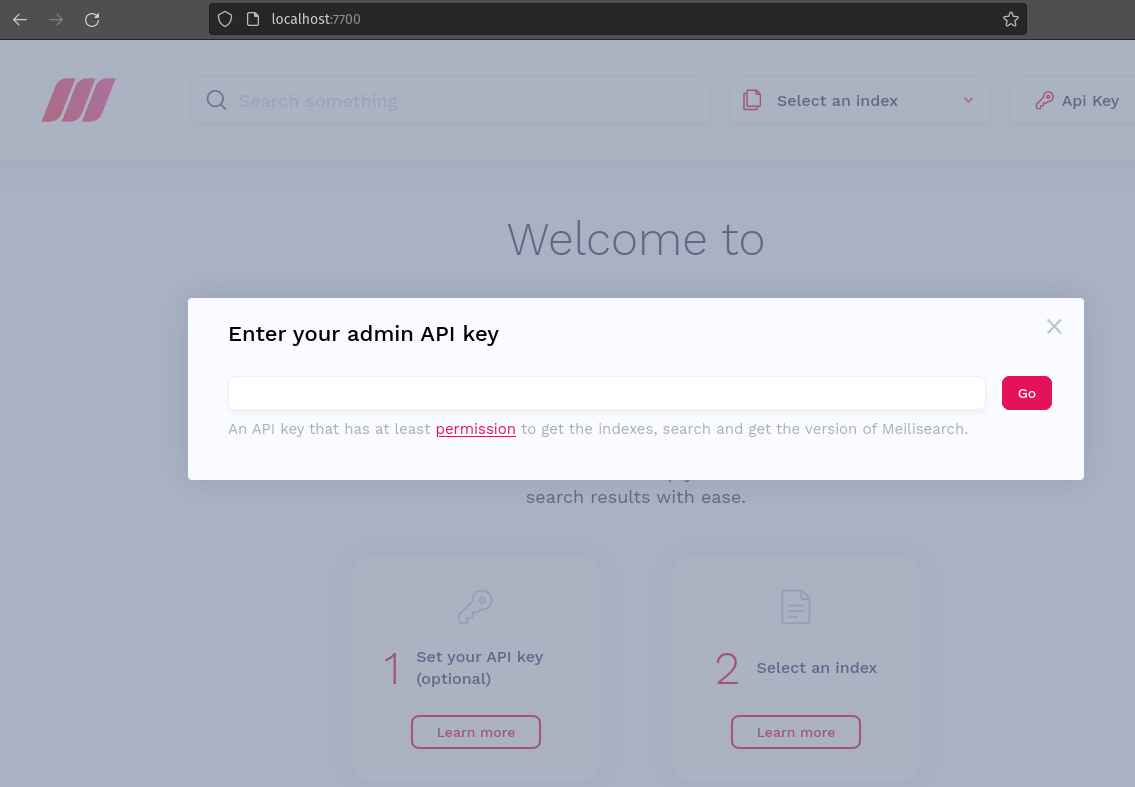 localhost:7700
Search something
Select an index
Api Key
Welcome to
Enter your admin API key
Go
An API key that has at least permission to get the indexes, search and get the version of Meilisearch.
search results with ease.
1 Set your API key
(optional)
Learn more
2 Select an index
Learn more